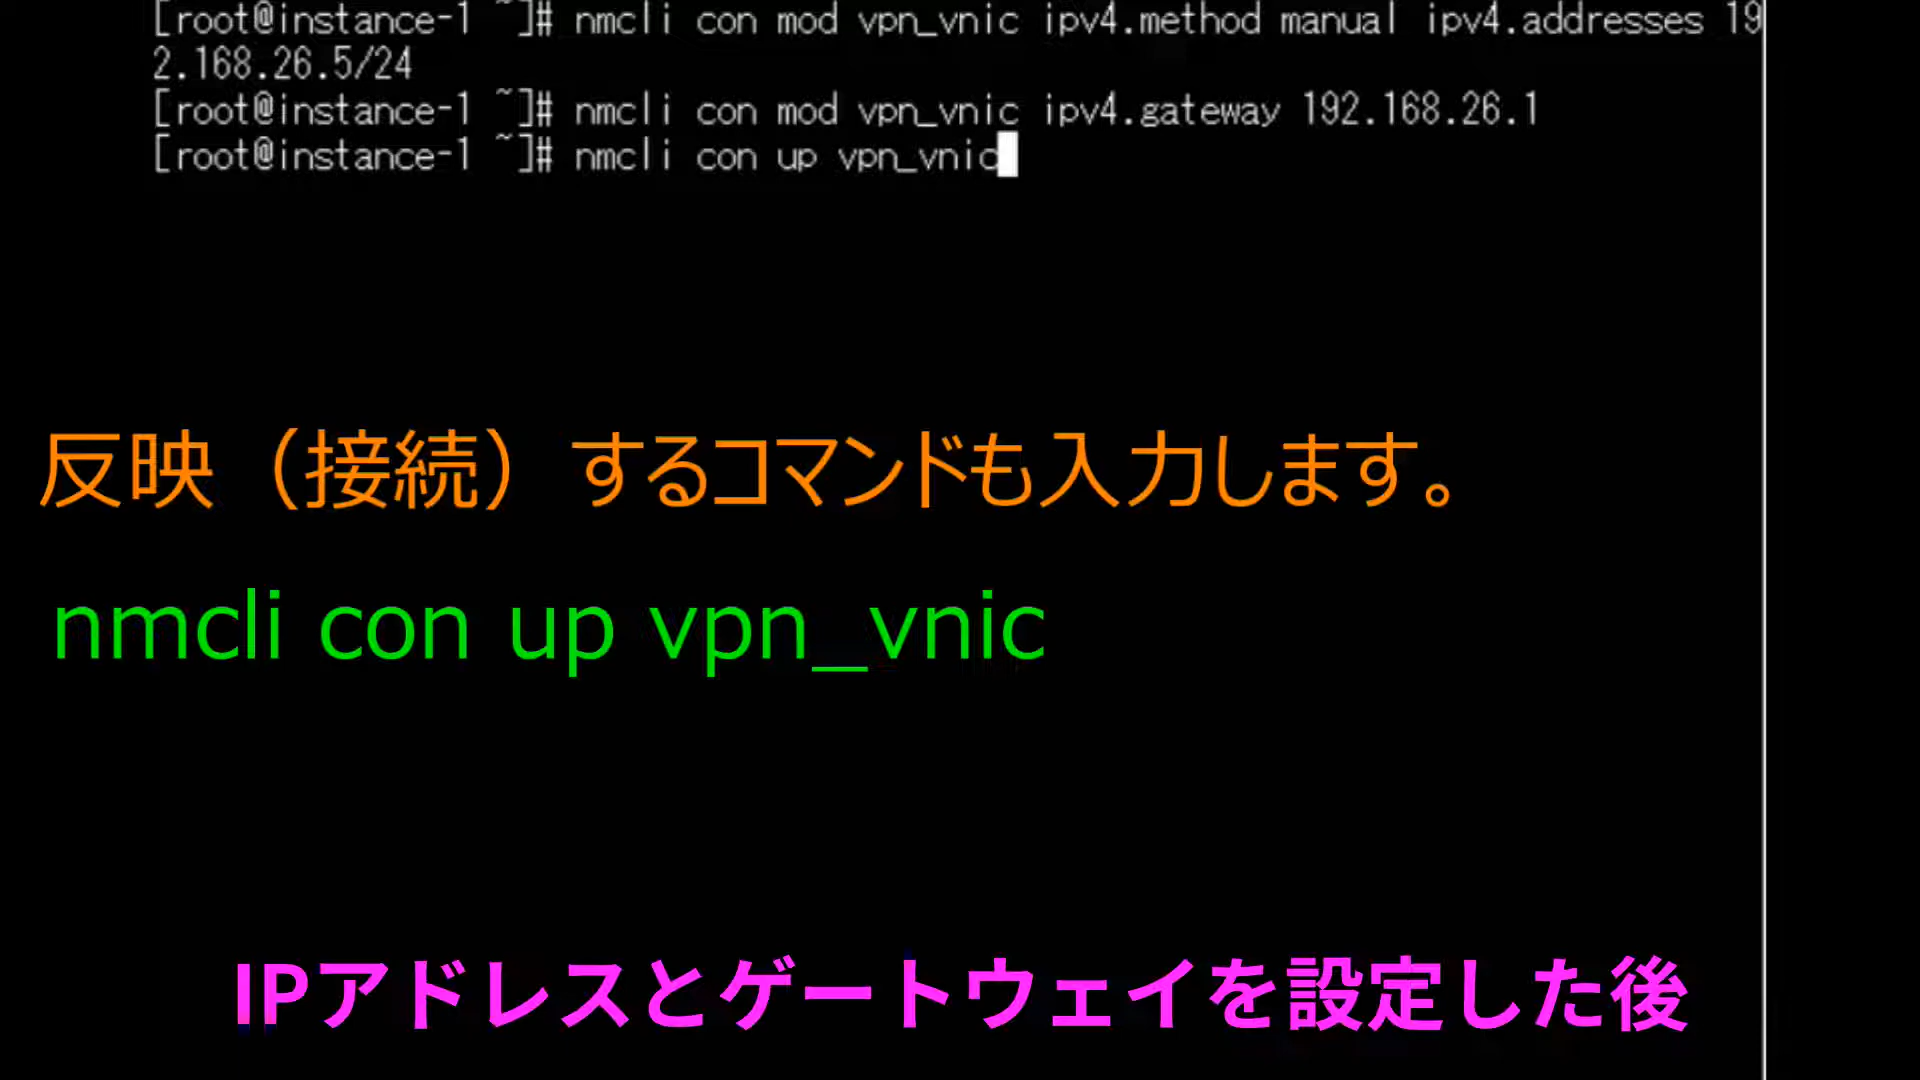 [root@instance-1 ~]# nmcli con mod vpn_vnic ipv4.method manual ipv4.addresses 19
2.168.26.5/24
[root@instance-1 ~]# nmcli con mod vpn_vnic ipv4.gateway 192.168.26.1
[root@instance-1 ~]# nmcli con up vpn_vnic
反映（接続）するコマンドも入力します。
nmcli con up vpn_vnic
IPアドレスとゲートウェイを設定した後